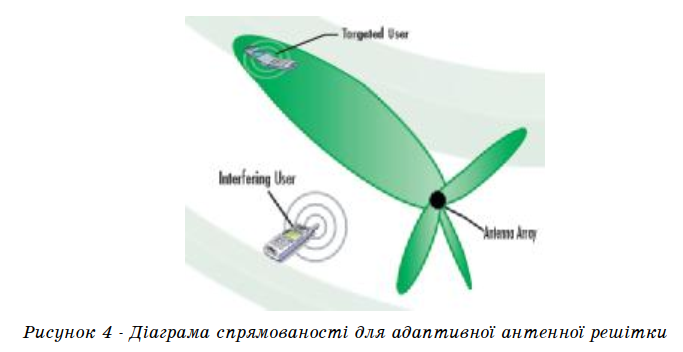 Targeted User
Interfering User
Antenna Array
Рисунок 4 - Діаграма спрямованості для адаптивної антенної решітки